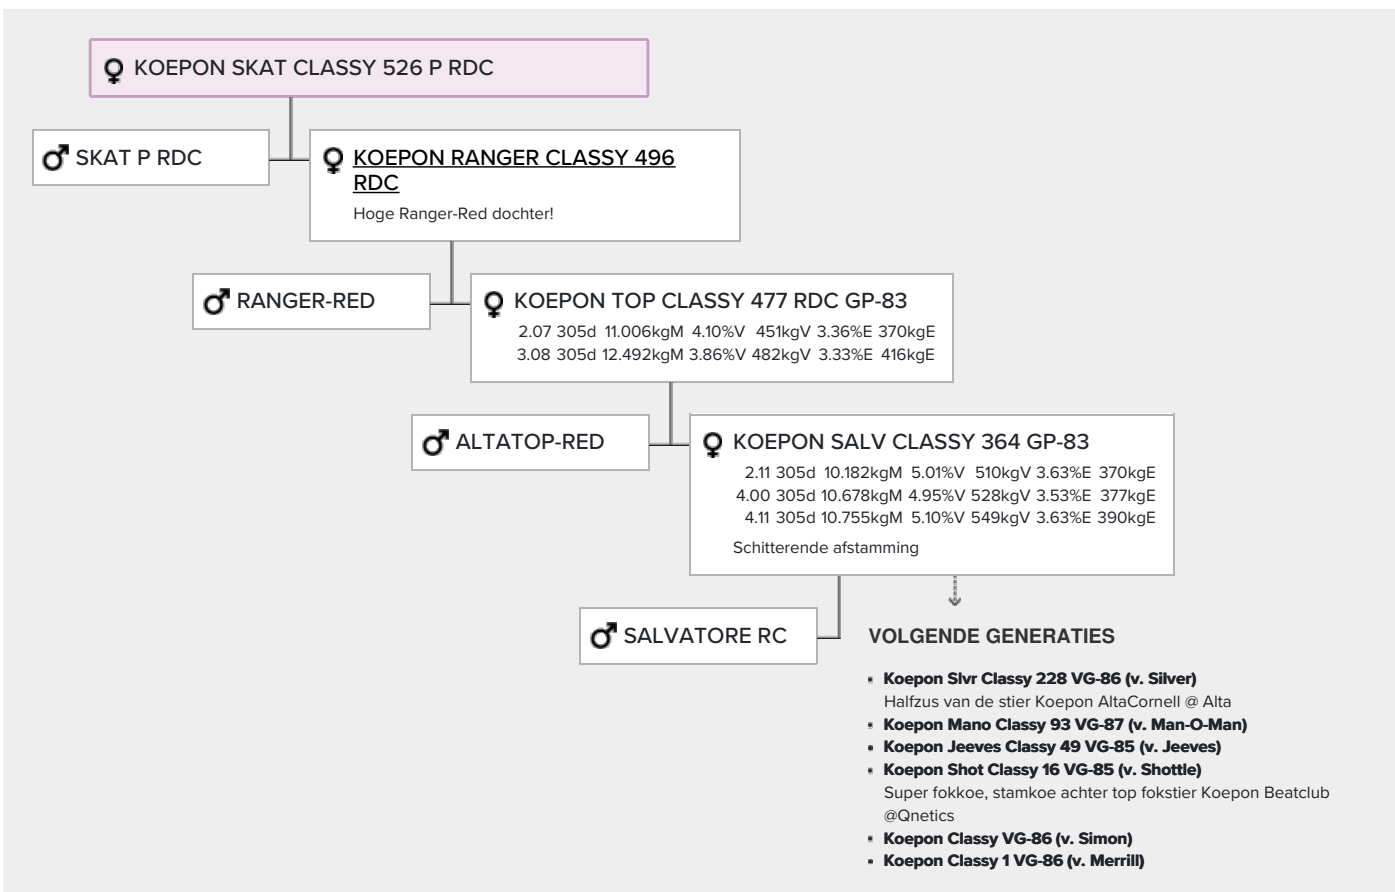 KOEPON SKAT CLASSY 526 P RDC
SKAT P RDC
KOEPON RANGER CLASSY 496
RDC
Hoge Ranger-Red dochter!
RANGER-RED
KOEPON TOP CLASSY 477 RDC GP-83
2.07 305d 11.006kgM 4.10%V 451kgV 3.36%E 370kgE
3.08 305d 12.492kgM 3.86%V 482kgV 3.33%E 416kgE
ALTATOP-RED
KOEPON SALV CLASSY 364 GP-83
2.11 305d 10.182kgM 5.01%V 510kgV 3.63%E 370kgE
4.00 305d 10.678kgM 4.95%V 528kgV 3.53%E 377kgE
4.11 305d 10.755kgM 5.10%V 549kgV 3.63%E 390kgE
Schitterende afstamming
SALVATORE RC
VOLGENDE GENERATIES
Koepon Slvr Classy 228 VG-86 (v. Silver)
Halfzus van de stier Koepon AltaCornell @ Alta
Koepon Mano Classy 93 VG-87 (v. Man-O-Man)
Koepon Jeeves Classy 49 VG-85 (v. Jeeves)
Koepon Shot Classy 16 VG-85 (v. Shottle)
Super fokkoe, stamkoe achter top fokstier Koepon Beatclub
@Qnetics
Koepon Classy VG-86 (v. Simon)
Koepon Classy 1 VG-86 (v. Merrill)